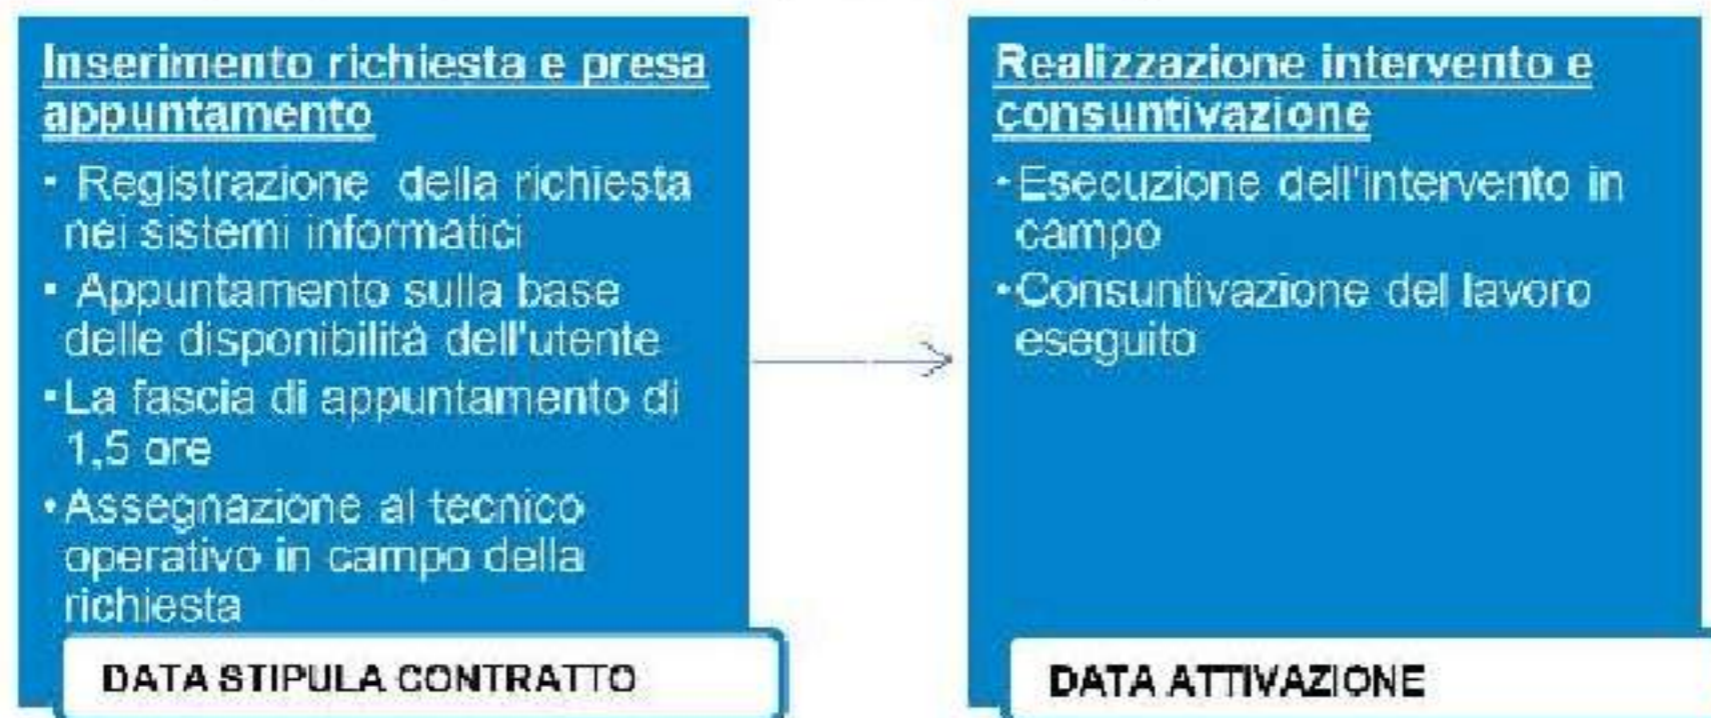 Inserimento richiesta e presa
appuntamento
• Registrazione della richiesta
nei sistemi informatici
• Appuntamento sulla base
delle disponibilità dell'utente
•La fascia di appuntamento di
1,5 ore
•Assegnazione al tecnico
operativo in campo della
richiesta
DATA STIPULA CONTRATTO
Realizzazione intervento e
consuntivazione
•Esecuzione dell'intervento in
campo
•Consuntivazione del lavoro
eseguito
DATA ATTIVAZIONE